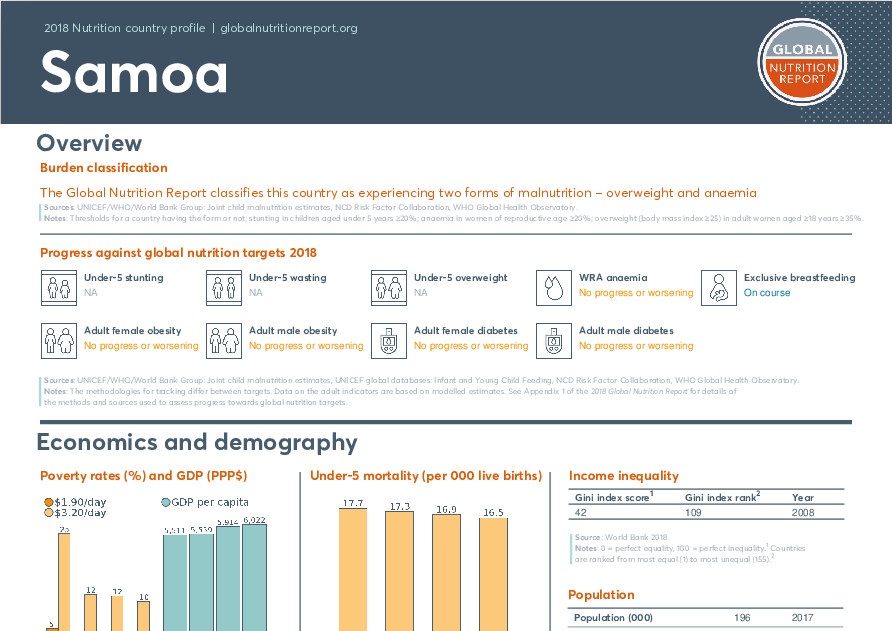 2018 Nutrition country profile | globalnutritionreport.org
Samoa
GLOBAL
NUTRITION
REPORT
Overview
Burden classification
The Global Nutrition Report classifies this country as experiencing two forms of malnutrition – overweight and anaemia
Sources: UNICEF/WHO/World Bank Group: Joint child malnutrition estimates, NCD Risk Factor Collaboration, WHO Global Health Observatory.
Notes: Thresholds for a country having the form or not: stunting in children aged under 5 years ≥20%; anaemia in women of reproductive age ≥20%; overweight (body mass index ≥25) in adult women aged ≥18 years ≥35%.
Progress against global nutrition targets 2018
Under-5 stunting
NA
Under-5 wasting
NA
Under-5 overweight
NA
WRA anaemia
No progress or worsening
Exclusive breastfeeding
On course
Adult female obesity
No progress or worsening
Adult male obesity
No progress or worsening
Adult female diabetes
No progress or worsening
Adult male diabetes
No progress or worsening
Sources: UNICEF/WHO/World Bank Group: Joint child malnutrition estimates, UNICEF global databases: Infant and Young Child Feeding, NCD Risk Factor Collaboration, WHO Global Health Observatory.
Notes: The methodologies for tracking differ between targets. Data on the adult indicators are based on modelled estimates. See Appendix 1 of the 2018 Global Nutrition Report for details of
the methods and sources used to assess progress towards global nutrition targets.
Economics and demography
Poverty rates (%) and GDP (PPP$)
$1.90/day
$3.20/day
GDP per capita
5
25
12
12
10
5,511
5,539
5,914
6,022
Under-5 mortality (per 000 live births)
17.7
17.3
16.9
16.5
Income inequality
Gini index score1 Gini index rank2 Year
42 109 2008
Source: World Bank 2018.
Notes: 0 = perfect equality, 100 = perfect inequality.1 Countries
are ranked from most equal (1) to most unequal (155).2
Population
Population (000) 196 2017